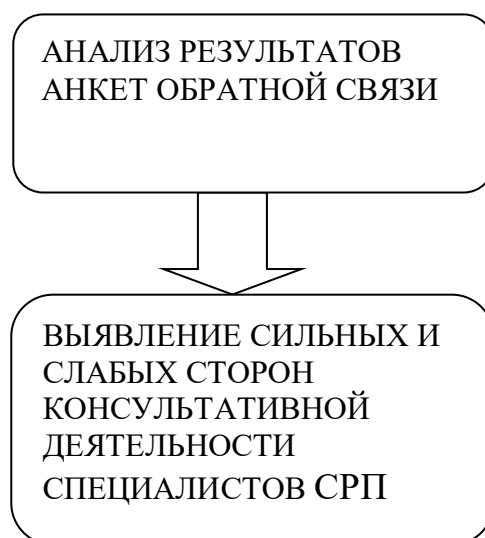 АНАЛИЗ РЕЗУЛЬТАТОВ
АНКЕТ ОБРАТНОЙ СВЯЗИ
ВЫЯВЛЕНИЕ СИЛЬНЫХ И
СЛАБЫХ СТОРОН
КОНСУЛЬТАТИВНОЙ
ДЕЯТЕЛЬНОСТИ
СПЕЦИАЛИСТОВ СРП